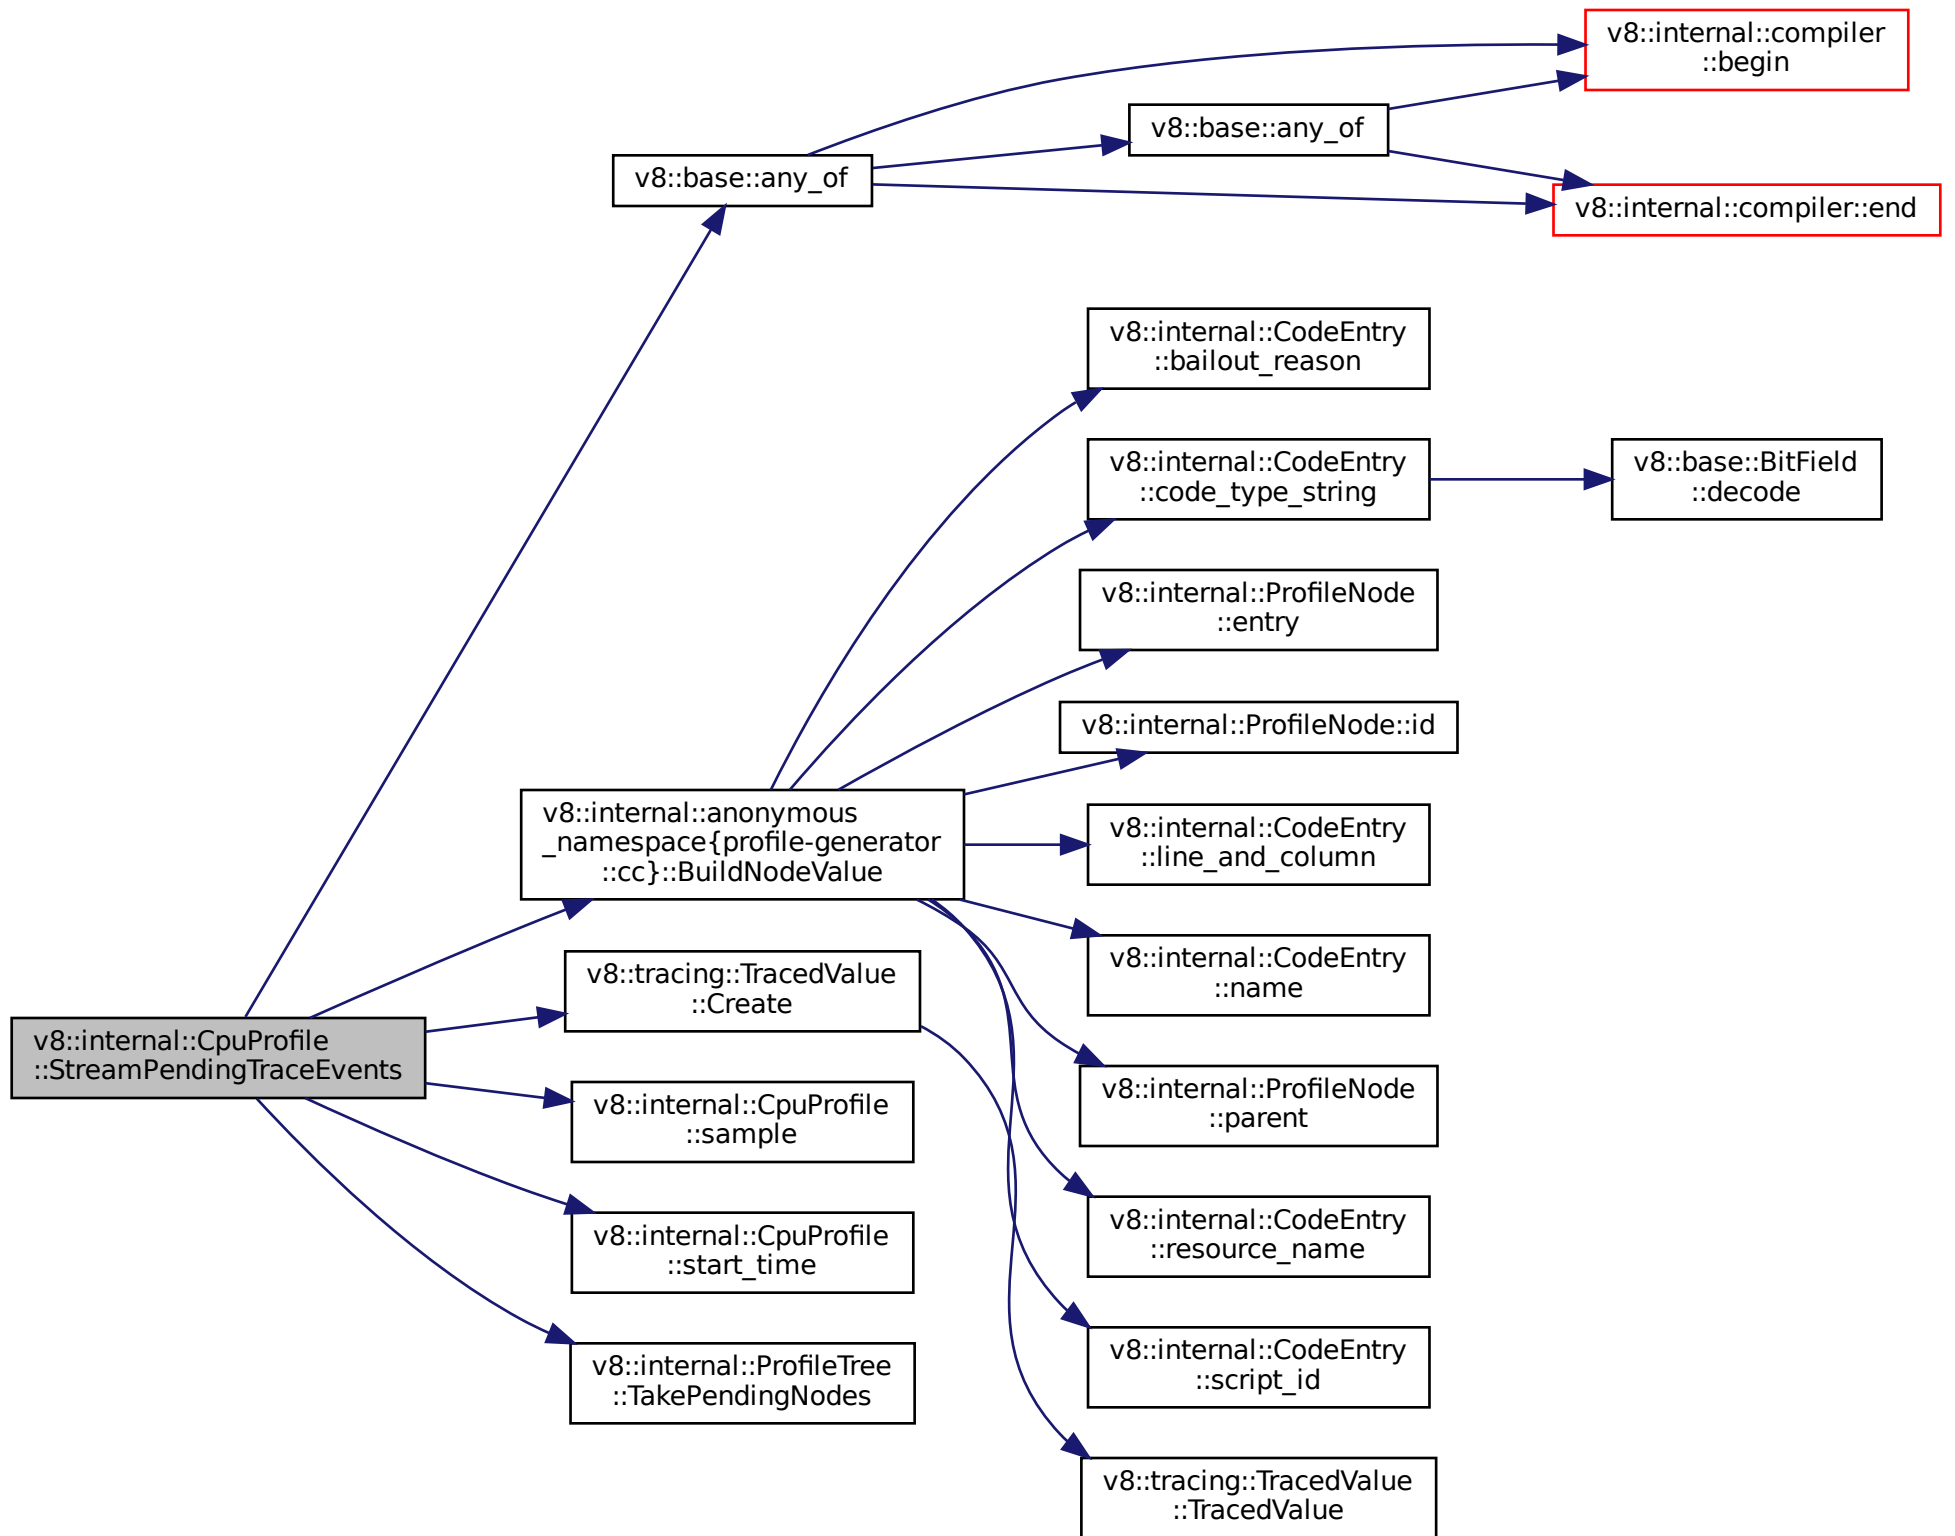 v8::internal::compiler
::begin
v8::base::any_of
v8::base::any_of
v8::internal::compiler::end
v8::internal::CodeEntry
::bailout_reason
v8::internal::CodeEntry
::code_type_string
v8::base::BitField
::decode
v8::internal::ProfileNode
::entry
v8::internal::ProfileNode::id
v8::internal::anonymous
_namespace{profile-generator
::cc}::BuildNodeValue
v8::internal::CodeEntry
::line_and_column
v8::internal::CodeEntry
::name
v8::tracing::TracedValue
::Create
v8::internal::CpuProfile
::StreamPendingTraceEvents
v8::internal::CpuProfile
::sample
v8::internal::ProfileNode
::parent
v8::internal::CpuProfile
::start_time
v8::internal::CodeEntry
::resource_name
v8::internal::ProfileTree
::TakePendingNodes
v8::internal::CodeEntry
::script_id
v8::tracing::TracedValue
::TracedValue